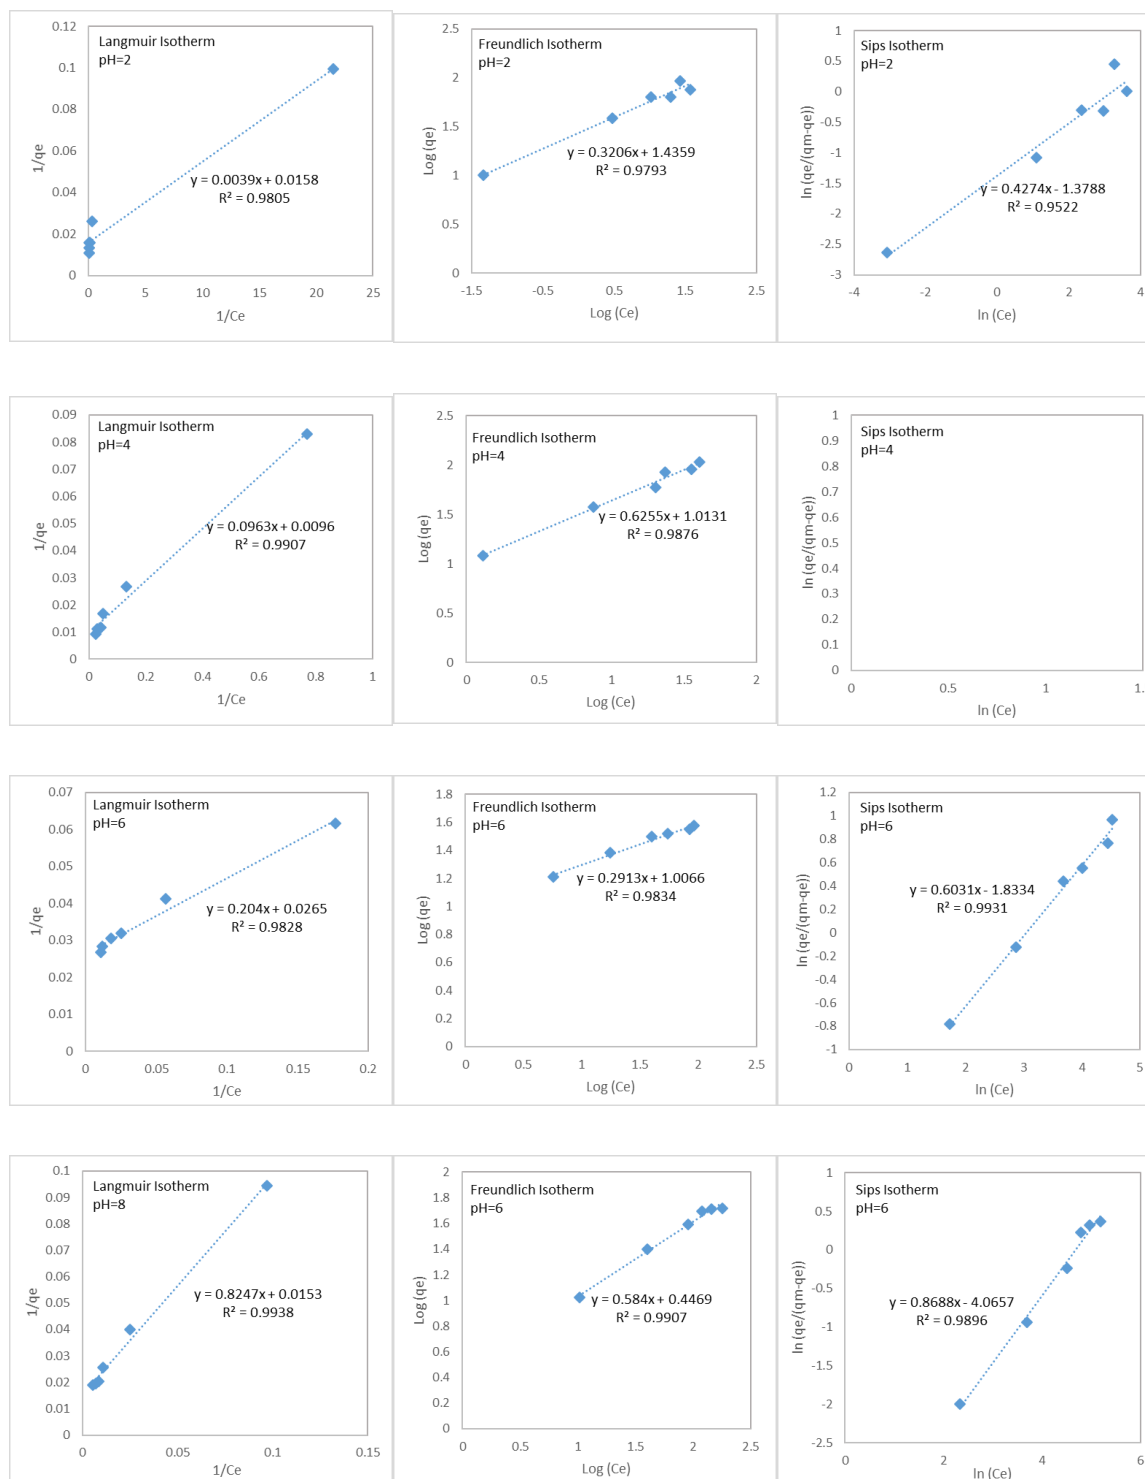 Langmuir Isotherm
pH=2
0.12
0.1
0.08
0.06
0.04
0.02
0
1/qe
y = 0.0039x + 0.0158
R² = 0.9805
0 5 10 15 20 25
1/Ce
Freundlich Isotherm
pH=2
2.5
2
1.5
1
0.5
0
Log (qe)
y = 0.3206x + 1.4359
R² = 0.9793
-1.5 -0.5 0.5 1.5 2.5
Log (Ce)
Sips Isotherm
pH=2
1
0.5
0
-0.5
-1
-1.5
-2
-2.5
-3
ln (qe/(qm-qe))
y = 0.4274x - 1.3788
R² = 0.9522
-4 -2 0 2 4
ln (Ce)
Langmuir Isotherm
pH=4
0.09
0.08
0.07
0.06
0.05
0.04
0.03
0.02
0.01
0
1/qe
y = 0.0963x + 0.0096
R² = 0.9907
0 0.2 0.4 0.6 0.8 1
1/Ce
Freundlich Isotherm
pH=4
2.5
2
1.5
1
0.5
0
Log (qe)
y = 0.6255x + 1.0131
R² = 0.9876
0 0.5 1 1.5 2
Log (Ce)
Sips Isotherm
pH=4
1
0.9
0.8
0.7
0.6
0.5
0.4
0.3
0.2
0.1
0
ln (qe/(qm-qe))
0 0.5 1 1.
ln (Ce)
Langmuir Isotherm
pH=6
0.07
0.06
0.05
0.04
0.03
0.02
0.01
0
1/qe
y = 0.204x + 0.0265
R² = 0.9828
0 0.05 0.1 0.15 0.2
1/Ce
Freundlich Isotherm
pH=6
1.8
1.6
1.4
1.2
1
0.8
0.6
0.4
0.2
0
Log (qe)
y = 0.2913x + 1.0066
R² = 0.9834
0 0.5 1 1.5 2 2.5
Log (Ce)
Sips Isotherm
pH=6
1.2
1
0.8
0.6
0.4
0.2
0
-0.2
-0.4
-0.6
-0.8
-1
ln (qe/(qm-qe))
y = 0.6031x - 1.8334
R² = 0.9931
0 1 2 3 4 5
ln (Ce)
Langmuir Isotherm
pH=8
0.1
0.09
0.08
0.07
0.06
0.05
0.04
0.03
0.02
0.01
0
1/qe
y = 0.8247x + 0.0153
R² = 0.9938
0 0.05 0.1 0.15
1/Ce
Freundlich Isotherm
pH=6
2
1.8
1.6
1.4
1.2
1
0.8
0.6
0.4
0.2
0
Log (qe)
y = 0.584x + 0.4469
R² = 0.9907
0 0.5 1 1.5 2 2.5
Log (Ce)
Sips Isotherm
pH=6
1
0.5
0
-0.5
-1
-1.5
-2
-2.5
ln (qe/(qm-qe))
y = 0.8688x - 4.0657
R² = 0.9896
0 2 4 6
ln (Ce)